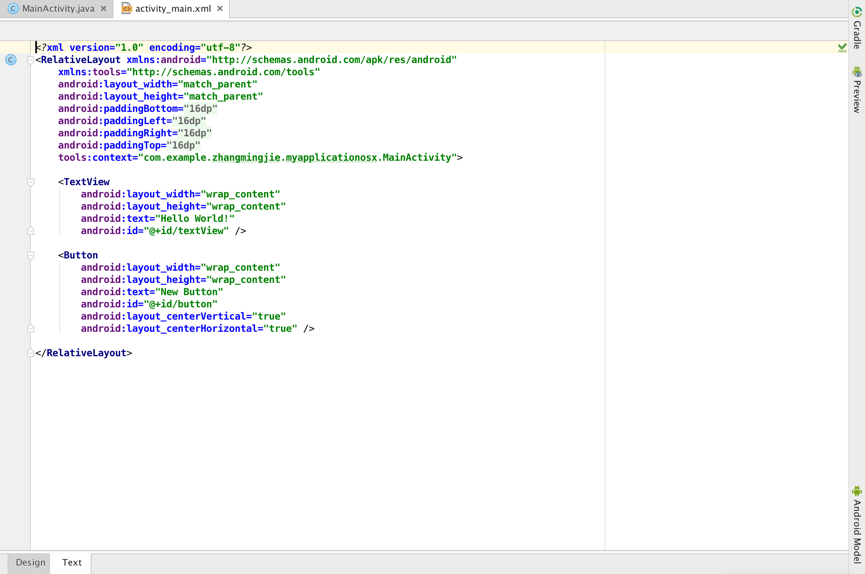 MainActivity.java
activity_main.xml
<?xml version="1.0" encoding="utf-8"?>
<RelativeLayout xmlns:android="http://schemas.android.com/apk/res/android"
    xmlns:tools="http://schemas.android.com/tools"
    android:layout_width="match_parent"
    android:layout_height="match_parent"
    android:paddingBottom="16dp"
    android:paddingLeft="16dp"
    android:paddingRight="16dp"
    android:paddingTop="16dp"
    tools:context="com.example.zhangmingjie.myapplicationosx.MainActivity">
    <TextView
        android:layout_width="wrap_content"
        android:layout_height="wrap_content"
        android:text="Hello World!"
        android:id="@+id/textView" />
    <Button
        android:layout_width="wrap_content"
        android:layout_height="wrap_content"
        android:text="New Button"
        android:id="@+id/button"
        android:layout_centerVertical="true"
        android:layout_centerHorizontal="true" />
</RelativeLayout>
Gradle
Preview
Android Model
Design
Text